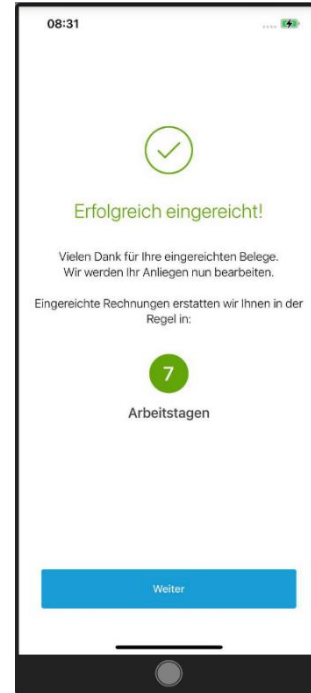 08:31
Erfolgreich eingereicht!
Vielen Dank für Ihre eingereichten Belege.
Wir werden Ihr Anliegen nun bearbeiten.
Eingereichte Rechnungen erstatten wir Ihnen in der
Regel in:
7
Arbeitstagen
Weiter